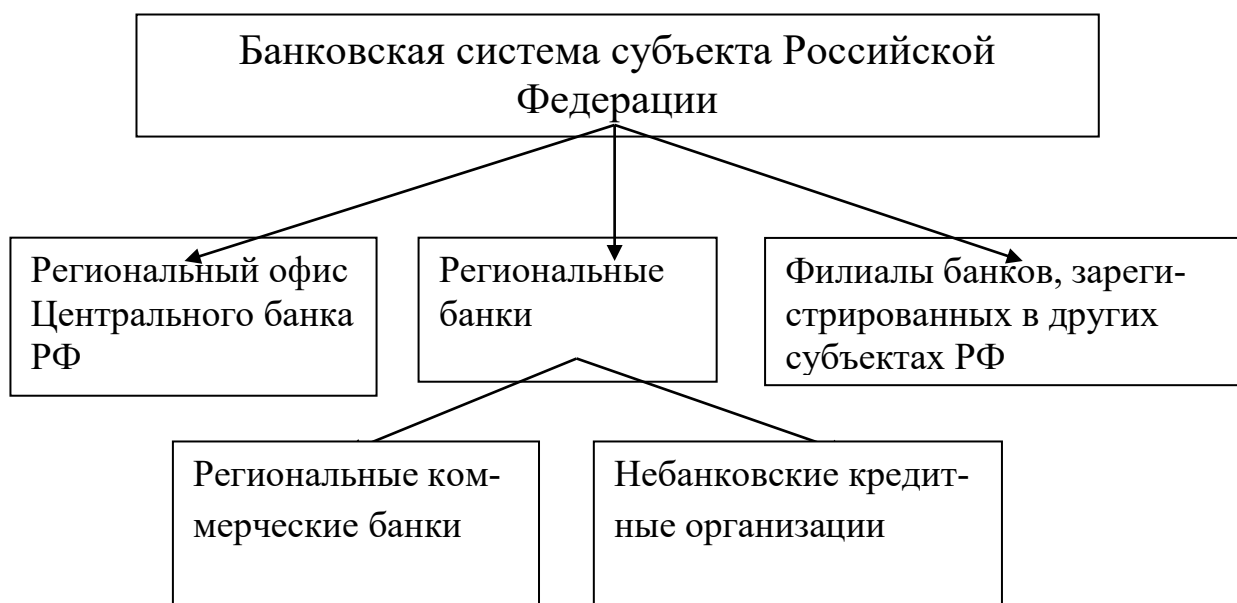 Банковская система субъекта Российской
Федерации
Региональный офис
Центрального банка
РФ
Региональные
банки
Филиалы банков, зареги-
стрированных в других
субъектах РФ
Региональные ком-
мерческие банки
Небанковские кредит-
ные организации